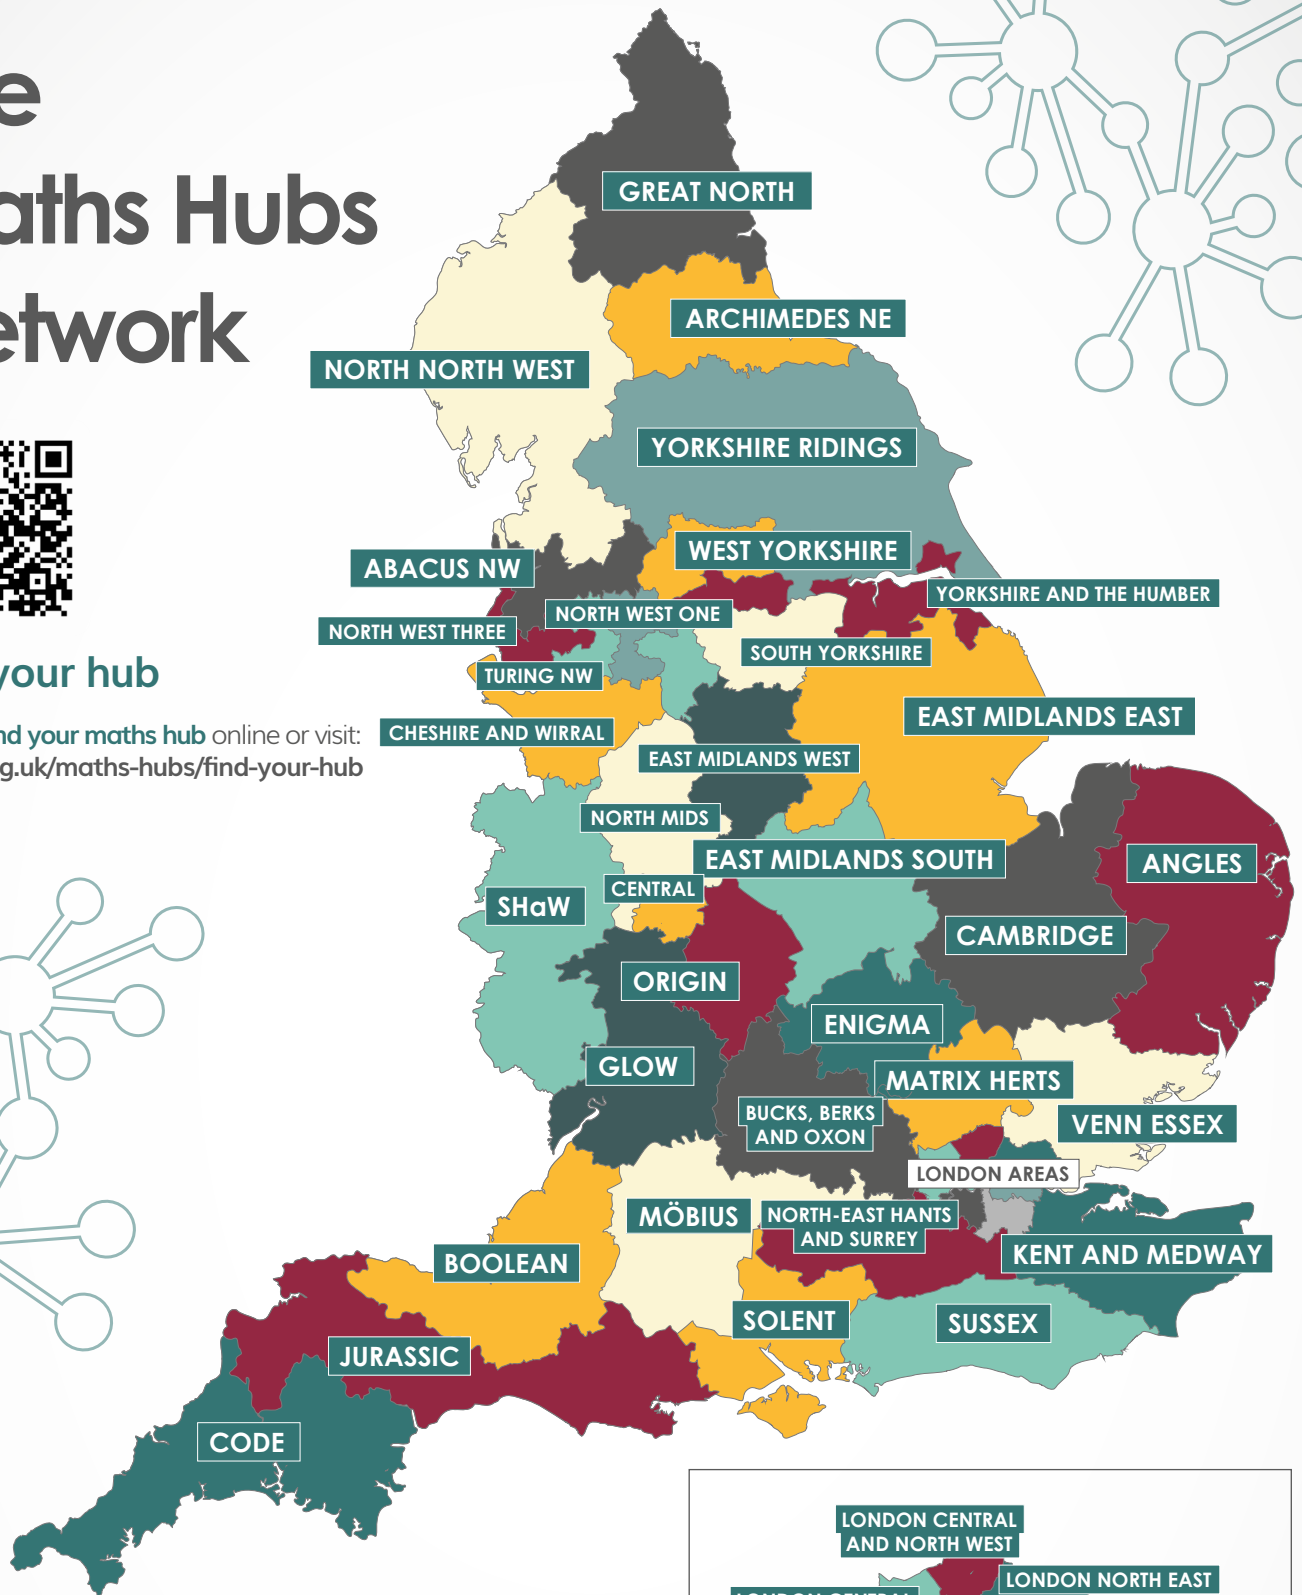 e
aths Hubs
etwork
your hub
nd your maths hub online or visit:
g.uk/maths-hubs/find-your-hub
GREAT NORTH
ARCHIMEDES NE
NORTH NORTH WEST
YORKSHIRE RIDINGS
WEST YORKSHIRE
ABACUS NW
YORKSHIRE AND THE HUMBER
NORTH WEST ONE
NORTH WEST THREE
SOUTH YORKSHIRE
TURING NW
EAST MIDLANDS EAST
CHESHIRE AND WIRRAL
EAST MIDLANDS WEST
NORTH MIDS
EAST MIDLANDS SOUTH
ANGLES
CENTRAL
SHaW
CAMBRIDGE
ORIGIN
ENIGMA
GLOW
MATRIX HERTS
BUCKS, BERKS
AND OXON
VENN ESSEX
LONDON AREAS
MÖBIUS
NORTH-EAST HANTS
AND SURREY
KENT AND MEDWAY
BOOLEAN
SOLENT
SUSSEX
JURASSIC
CODE
LONDON CENTRAL
AND NORTH WEST
LONDON NORTH EAST
LONDON CENTRAL